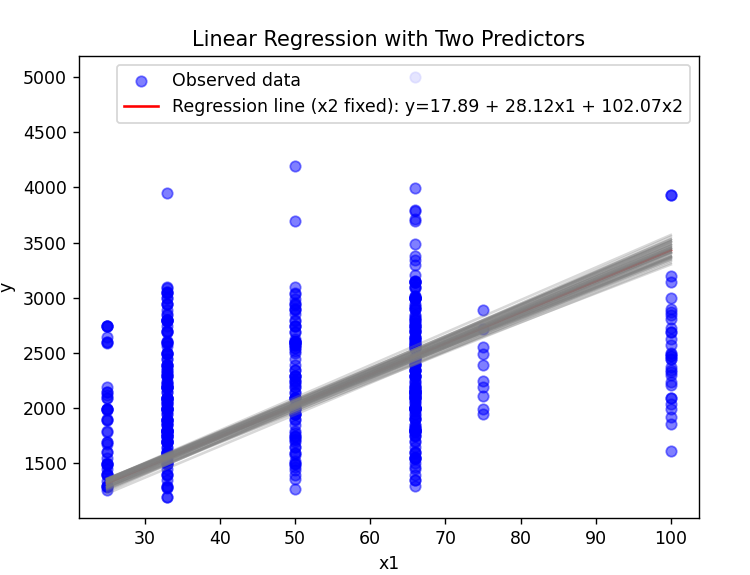 Linear Regression with Two Predictors
Observed data
Regression line (x2 fixed): y=17.89 + 28.12x1 + 102.07x2
5000
4500
4000
3500
3000
2500
2000
1500
y
30 40 50 60 70 80 90 100
x1